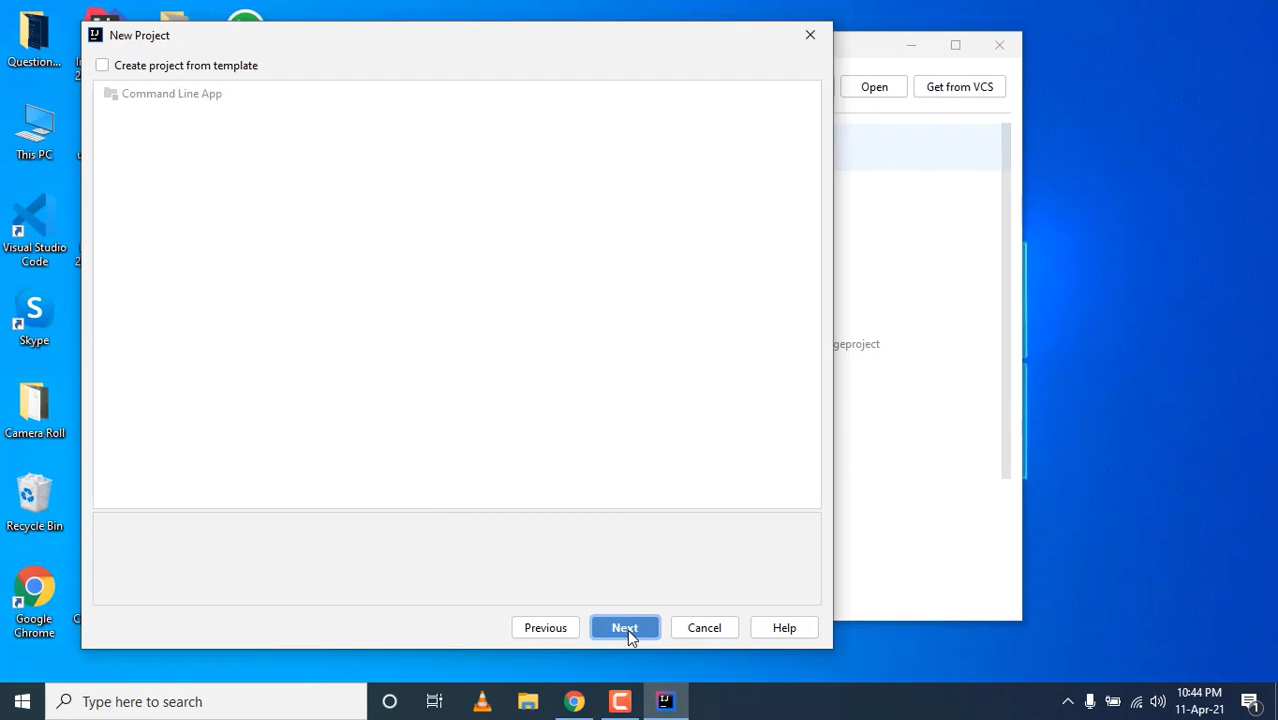 New Project
Create project from template
Command Line App
Open
Get from VCS
geproject
Previous
Next
Cancel
Help
Question...
This PC
Visual Studio
Code
Skype
Camera Roll
Recycle Bin
Google
Chrome
Type here to search
10:44 PM
11-Apr-21